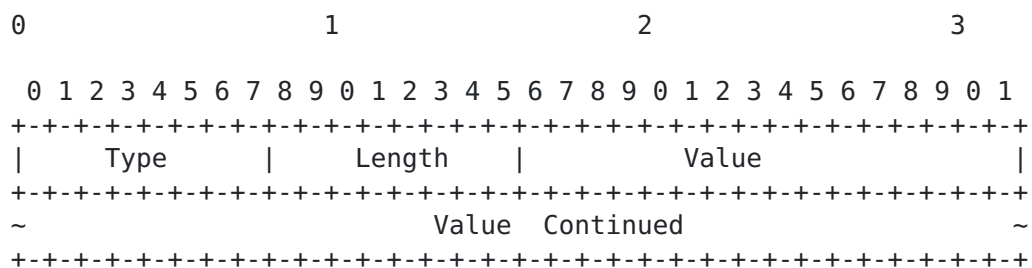 0                   1                   2                   3
 0 1 2 3 4 5 6 7 8 9 0 1 2 3 4 5 6 7 8 9 0 1 2 3 4 5 6 7 8 9 0 1
+-+-+-+-+-+-+-+-+-+-+-+-+-+-+-+-+-+-+-+-+-+-+-+-+-+-+-+-+-+-+-+-+
|     Type      |     Length    |          Value                |
+-+-+-+-+-+-+-+-+-+-+-+-+-+-+-+-+-+-+-+-+-+-+-+-+-+-+-+-+-+-+-+-+
~                          Value  Continued                     ~
+-+-+-+-+-+-+-+-+-+-+-+-+-+-+-+-+-+-+-+-+-+-+-+-+-+-+-+-+-+-+-+-+